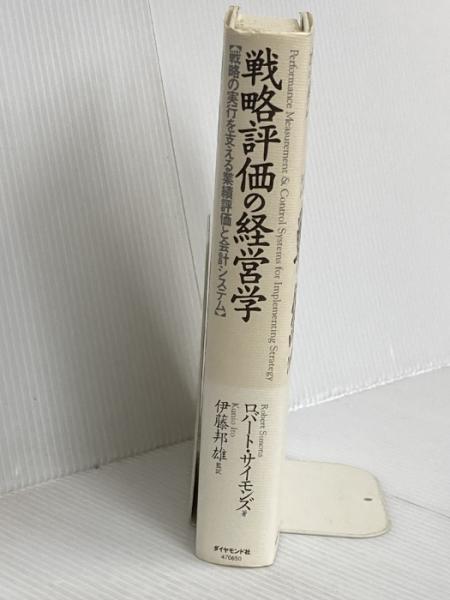 Performance Measurement & Control Systems for Implementing Strategy
戦略評価の経営学
【戦略の実行を支える業績評価と会計システム】
Robert Simons
ロバート・サイモンズ 著
Kunio Ito
伊藤邦雄 監訳
ダイヤモンド社
470650